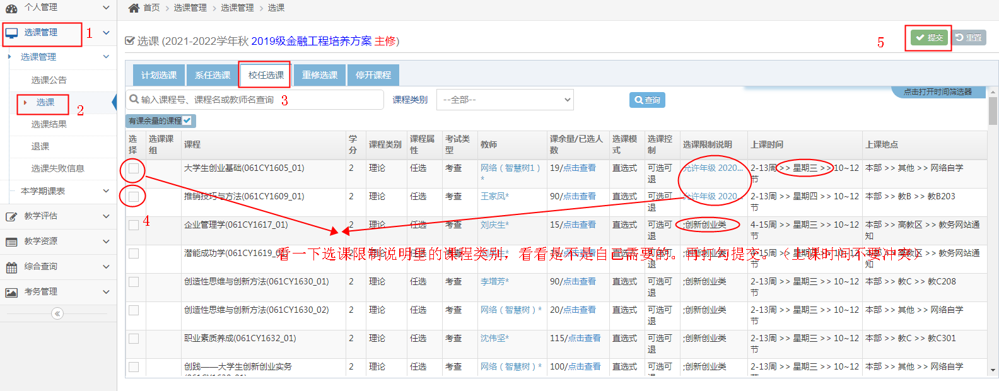 个人管理
选课管理 1
选课管理
选课公告
选课 2
选课结果
退课
选课失败信息
本学期课表
教学评估
教学资源
综合查询
考务管理
首页 > 选课管理 > 选课管理 > 选课
选课 (2021-2022学年秋 2019级金融工程培养方案 主修)
5 提交 重置
计划选课 系任选课 校任选课 重修选课 停开课程
输入课程号、课程名或教师名查询 3 课程类别 --全部-- 查询 点击打开时间筛选器
有课余量的课程
选择 选课课组 课程 学分 课程类别 课程属性 考试类型 教师 课余量/已选人数 选课模式 选课控制 选课限制说明 上课时间 上课地点
大学生创业基础(061CY1605_01) 2 理论 任选 考查 网络（智慧树1）* 19/点击查看 直选式 可选可退 允许年级 2020... 2-13周 >> 星期三 >> 10~12节 本部 >> 其他 >> 网络自学
推销技巧与方法(061CY1609_01) 2 理论 任选 考查 王家凤* 90/点击查看 直选式 可选可退 允许年级 2020... 2-13周 >> 星期四 >> 10~12节 本部 >> 教B >> 教B203
4
企业管理学(061CY1617_01) 2 理论 任选 考查 刘庆生* 15/点击查看 直选式 可选可退 ;创新创业类 4-15周 >> 星期三 >> 10~12节 本部 >> 高教区 >> 教务网站通知
看一下选课限制说明里的课程类别，看看是不是自己需要的。再打勾提交。（上课时间不要冲突）
潜能成功学(061CY1619_01) 2 理论 任选 考查 直选式 可选可退 ;创新创业类 10~12节 本部 >> 高教区 >> 教务网站通知
创造性思维与创新方法(061CY1630_01) 2 理论 任选 考查 李增芳* 90/点击查看 直选式 可选可退 ;创新创业类 2-13周 >> 星期三 >> 10~12节 本部 >> 教C >> 教C208
创造性思维与创新方法(061CY1630_02) 2 理论 任选 考查 网络（智慧树）* 20/点击查看 直选式 可选可退 ;创新创业类 2-13周 >> 星期三 >> 10~12节 本部 >> 其他 >> 网络自学
职业素质养成(061CY1632_01) 2 理论 任选 考查 沈伟坚* 115/点击查看 直选式 可选可退 ;创新创业类 2-13周 >> 星期三 >> 10~12节 本部 >> 教C >> 教C301
创践——大学生创新创业实务 2 理论 任选 考查 网络（智慧树）* 100/点击查看 直选式 可选可 ;创新创业类 2-13周 >> 星期三 >> 10~12 本部 >> 其他 >> 网络自学